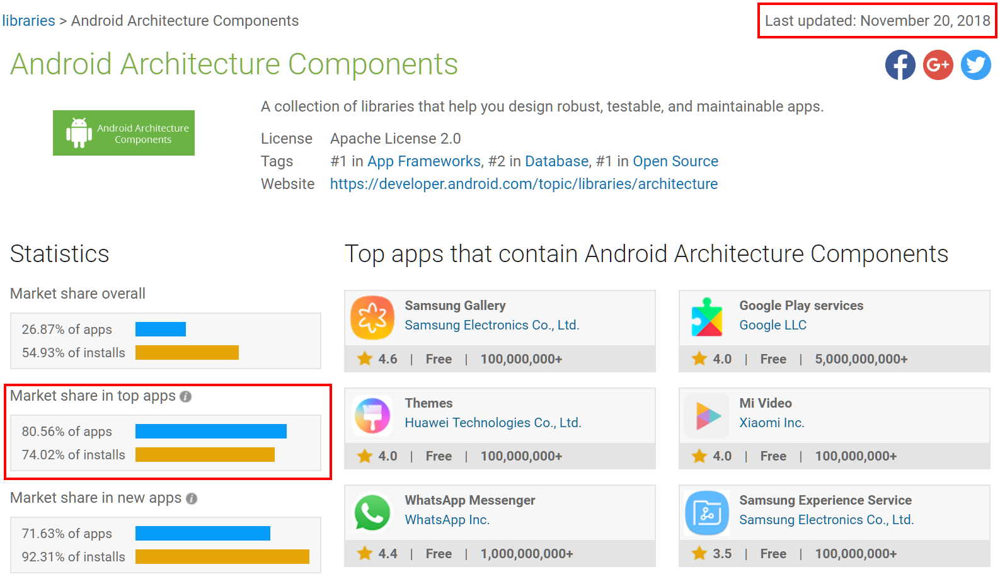 libraries > Android Architecture Components
Last updated: November 20, 2018
Android Architecture Components
G+
Android Architecture
Components
A collection of libraries that help you design robust, testable, and maintainable apps.
License Apache License 2.0
Tags #1 in App Frameworks, #2 in Database, #1 in Open Source
Website https://developer.android.com/topic/libraries/architecture
Statistics
Market share overall
26.87% of apps
54.93% of installs
Market share in top apps i
80.56% of apps
74.02% of installs
Market share in new apps i
71.63% of apps
92.31% of installs
Top apps that contain Android Architecture Components
Samsung Gallery
Samsung Electronics Co., Ltd.
4.6 | Free | 100,000,000+
Google Play services
Google LLC
4.0 | Free | 5,000,000,000+
Themes
Huawei Technologies Co., Ltd.
4.0 | Free | 100,000,000+
Mi Video
Xiaomi Inc.
4.0 | Free | 100,000,000+
WhatsApp Messenger
WhatsApp Inc.
4.4 | Free | 1,000,000,000+
Samsung Experience Service
Samsung Electronics Co., Ltd.
3.5 | Free | 100,000,000+